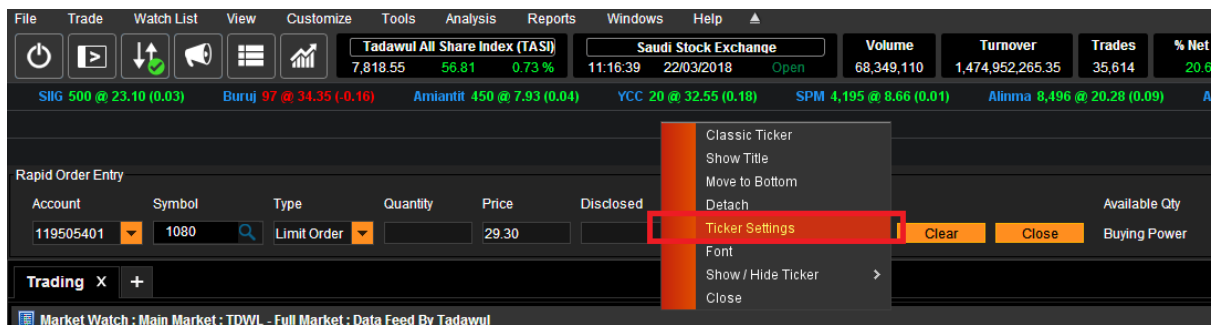 File Trade Watch List View Customize Tools Analysis Reports Windows Help
Tadawul All Share Index (TASI) Saudi Stock Exchange Volume Turnover Trades % Net
7,818.55 56.81 0.73 % 11:16:39 22/03/2018 Open 68,349,110 1,474,952,265.35 35,614 20.6
SIIG 500 @ 23.10 (0.03) Buruj 97 @ 34.35 (-0.16) Amiantit 450 @ 7.93 (0.04) YCC 20 @ 32.55 (0.18) SPM 4,195 @ 8.66 (0.01) Alinma 8,496 @ 20.28 (0.09) A
Classic Ticker
Show Title
Move to Bottom
Detach
Ticker Settings
Font
Show / Hide Ticker
Close
Rapid Order Entry
Account Symbol Type Quantity Price Disclosed Available Qty
119505401 1080 Limit Order 29.30 Clear Close Buying Power
Trading X +
Market Watch : Main Market : TDWL - Full Market : Data Feed By Tadawul